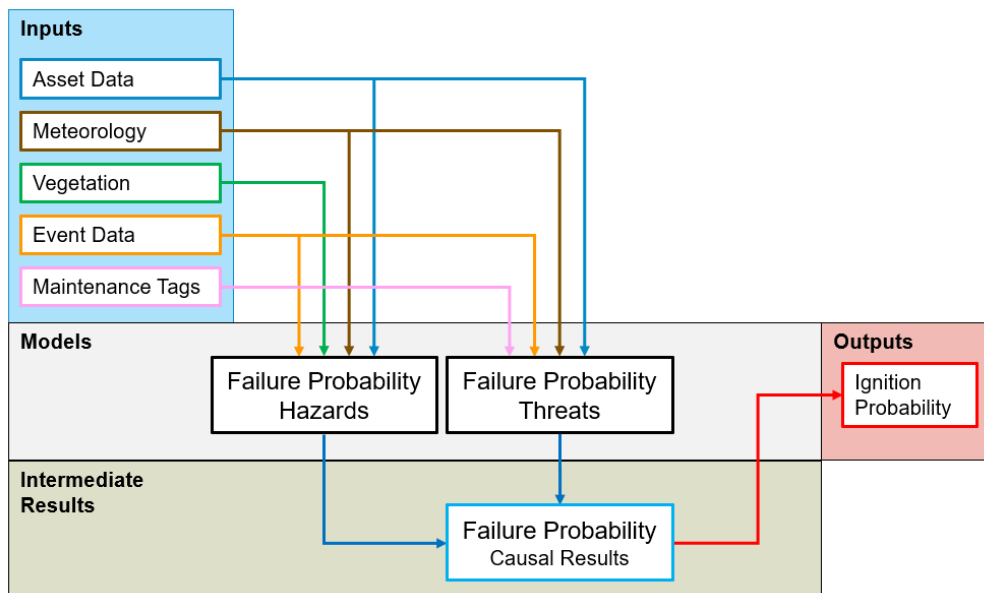 Inputs
Asset Data
Meteorology
Vegetation
Event Data
Maintenance Tags
Models
Failure Probability
Hazards
Failure Probability
Threats
Outputs
Ignition
Probability
Intermediate
Results
Failure Probability
Causal Results